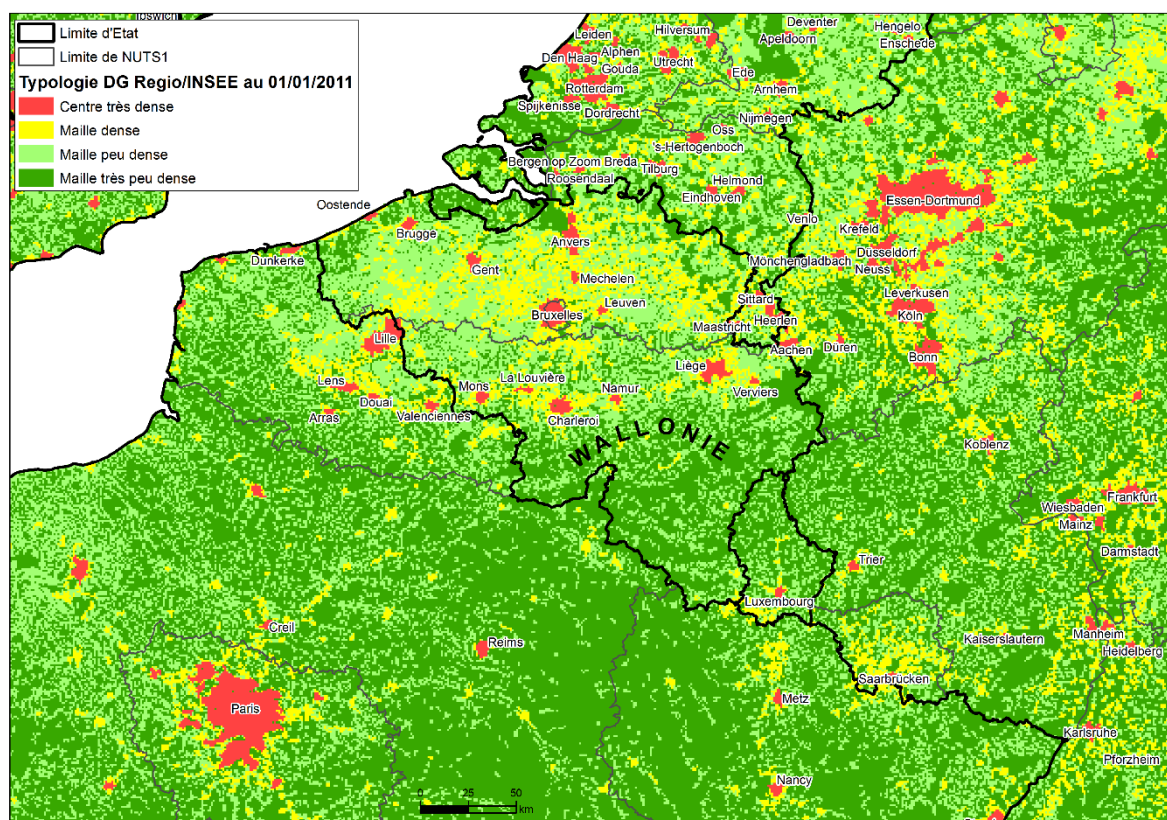 Ipswich
Limite d'Etat
Limite de NUTS1
Typologie DG Regio/INSEE au 01/01/2011
Centre très dense
Maille dense
Maille peu dense
Maille très peu dense
Leiden
Hilversum
Deventer
Hengelo
Apeldoorn
Enschede
Den Haag
Alphen
Utrecht
Gouda
Ede
Rotterdam
Arnhem
Spijkenisse
Dordrecht
Nijmegen
Oss
's-Hertogenboch
Bergen op Zoom
Breda
Tilburg
Roosendaal
Helmond
Eindhoven
Essen-Dortmund
Oostende
Venlo
Brugge
Krefeld
Anvers
Düsseldorf
Dunkerke
Gent
Mönchengladbach
Neuss
Mechelen
Leverkusen
Sittard
Leuven
Bruxelles
Köln
Heerlen
Maastricht
Lille
Aachen
Düren
Bonn
Liège
Lens
La Louvière
Mons
Namur
Verviers
Douai
Arras
Valenciennes
Charleroi
WALLONIE
Koblenz
Frankfurt
Wiesbaden
Mainz
Darmstadt
Trier
Luxembourg
Creil
Reims
Kaiserslautern
Manheim
Heidelberg
Saarbrücken
Metz
Paris
Karlsruhe
Pforzheim
Nancy
0 25 50
km